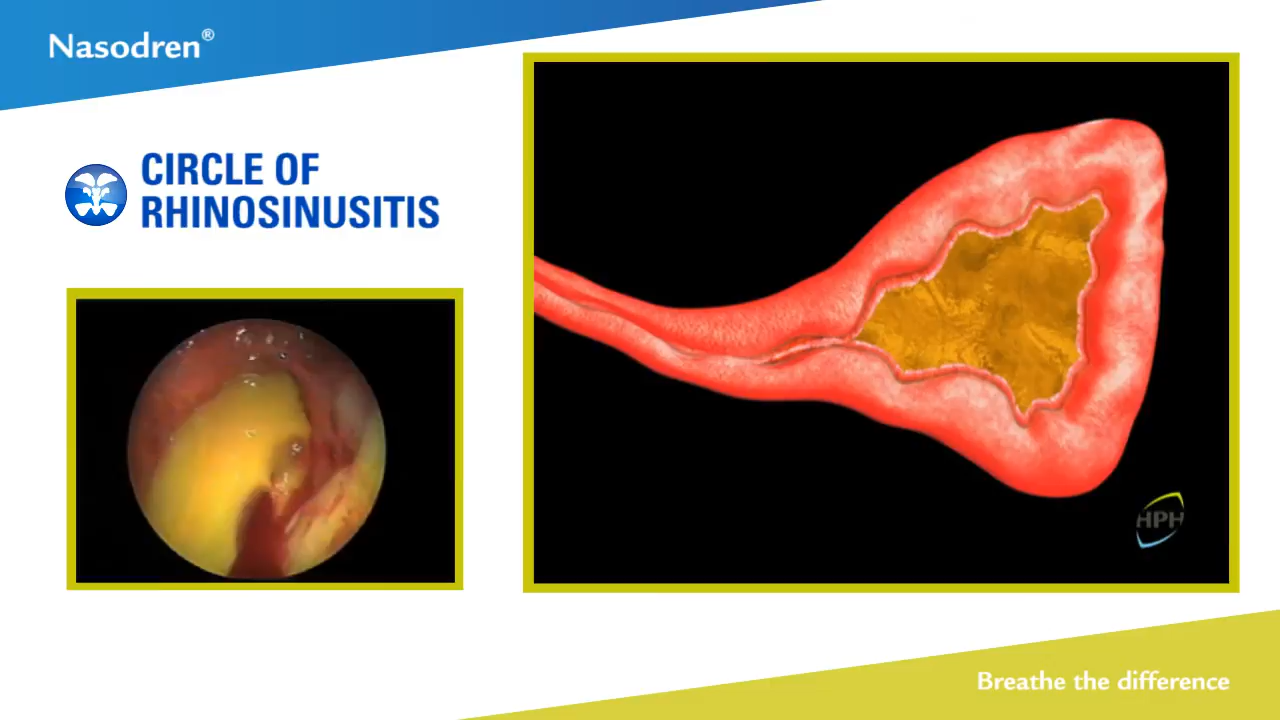 Nasodren®
CIRCLE OF
RHINOSINUSITIS
HPH
Breathe the difference